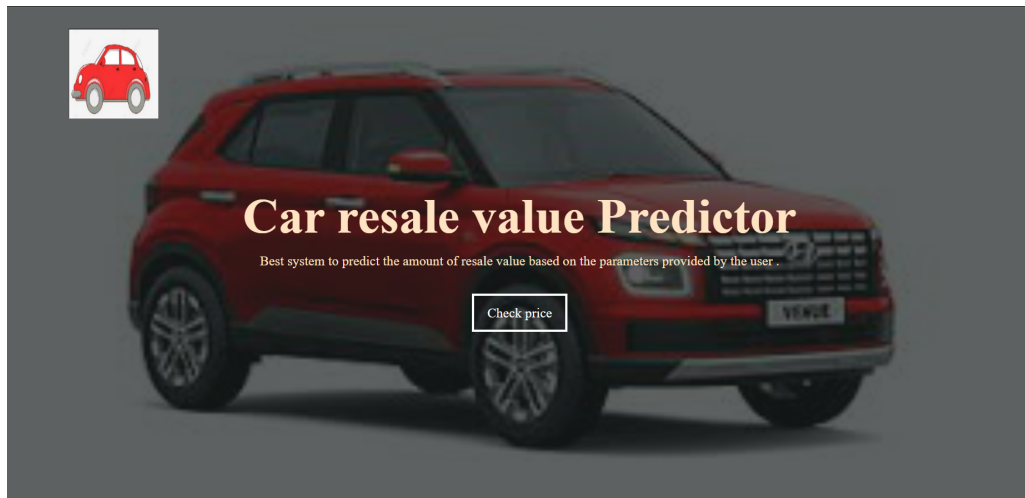 Car resale value Predictor
Best system to predict the amount of resale value based on the parameters provided by the user .
Check price
VENUE